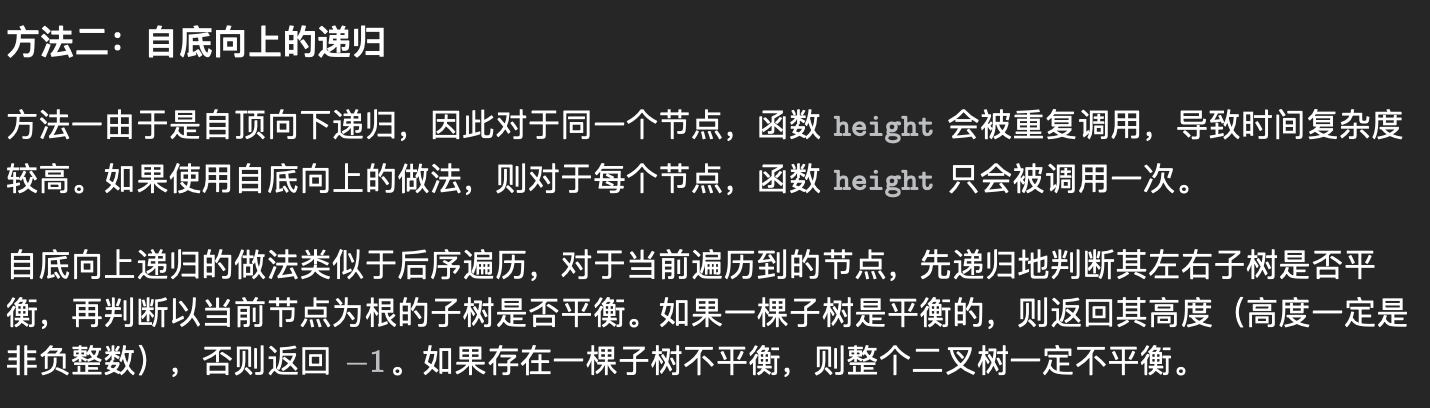 方法二：自底向上的递归
方法一由于是自顶向下递归，因此对于同一个节点，函数 height 会被重复调用，导致时间复杂度
较高。如果使用自底向上的做法，则对于每个节点，函数 height 只会被调用一次。
自底向上递归的做法类似于后序遍历，对于当前遍历到的节点，先递归地判断其左右子树是否平
衡，再判断以当前节点为根的子树是否平衡。如果一棵子树是平衡的，则返回其高度（高度一定是
非负整数），否则返回 −1。如果存在一棵子树不平衡，则整个二叉树一定不平衡。